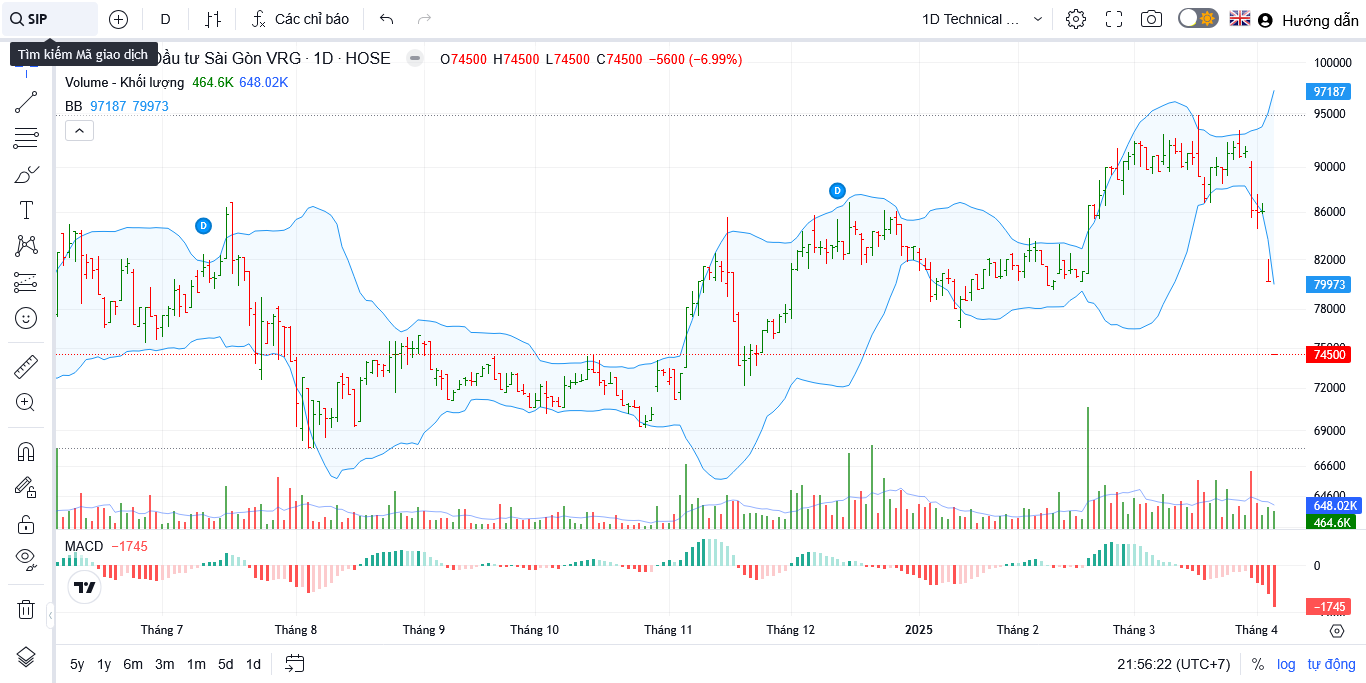 SIP D Các chỉ báo 1D Technical ... Hướng dẫn
Tìm kiếm Mã giao dịch
Đầu tư Sài Gòn VRG · 1D · HOSE O74500 H74500 L74500 C74500 −5600 (−6.99%)
Volume - Khối lượng 464.6K 648.02K
BB 97187 79973
100000
97187
95000
90000
86000
82000
79973
78000
74500
72000
69000
66600
64600
648.02K
464.6K
D
D
MACD −1745
0
−1745
Tháng 7 Tháng 8 Tháng 9 Tháng 10 Tháng 11 Tháng 12 2025 Tháng 2 Tháng 3 Tháng 4
5y 1y 6m 3m 1m 5d 1d 21:56:22 (UTC+7) % log tự động